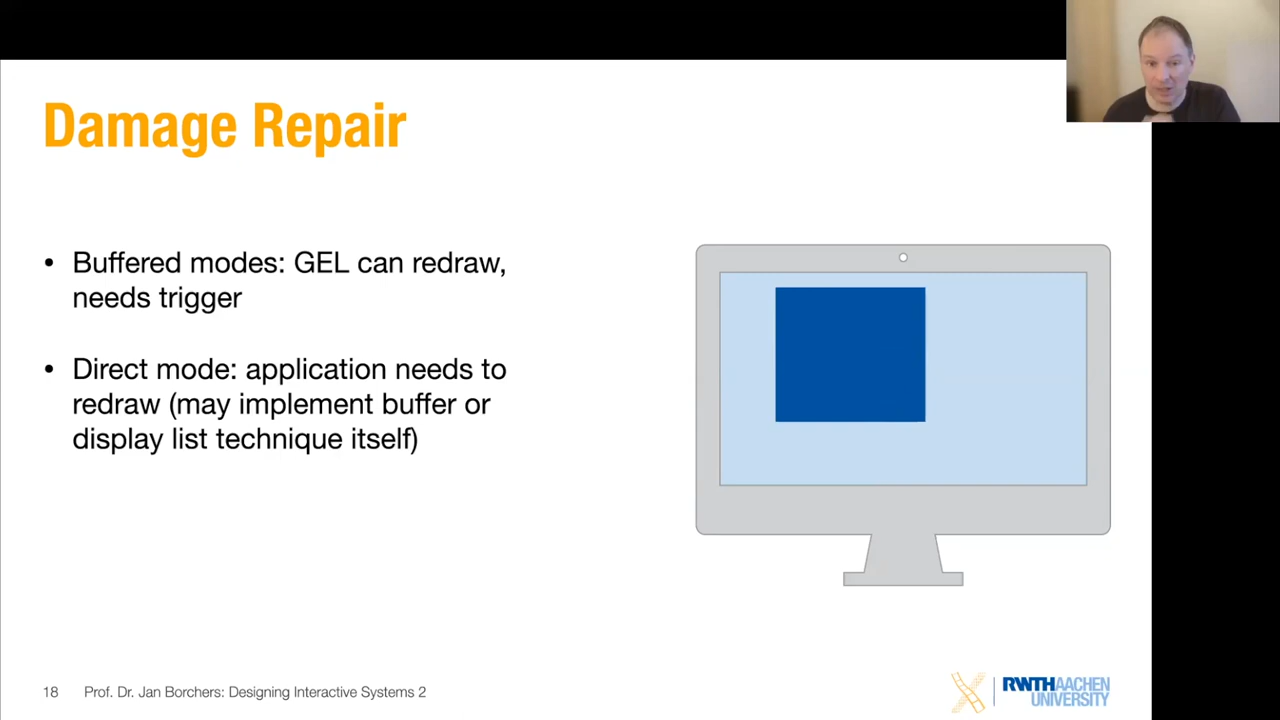 Damage Repair
• Buffered modes: GEL can redraw,
needs trigger
• Direct mode: application needs to
redraw (may implement buffer or
display list technique itself)
18 Prof. Dr. Jan Borchers: Designing Interactive Systems 2
RWTHAACHEN
UNIVERSITY